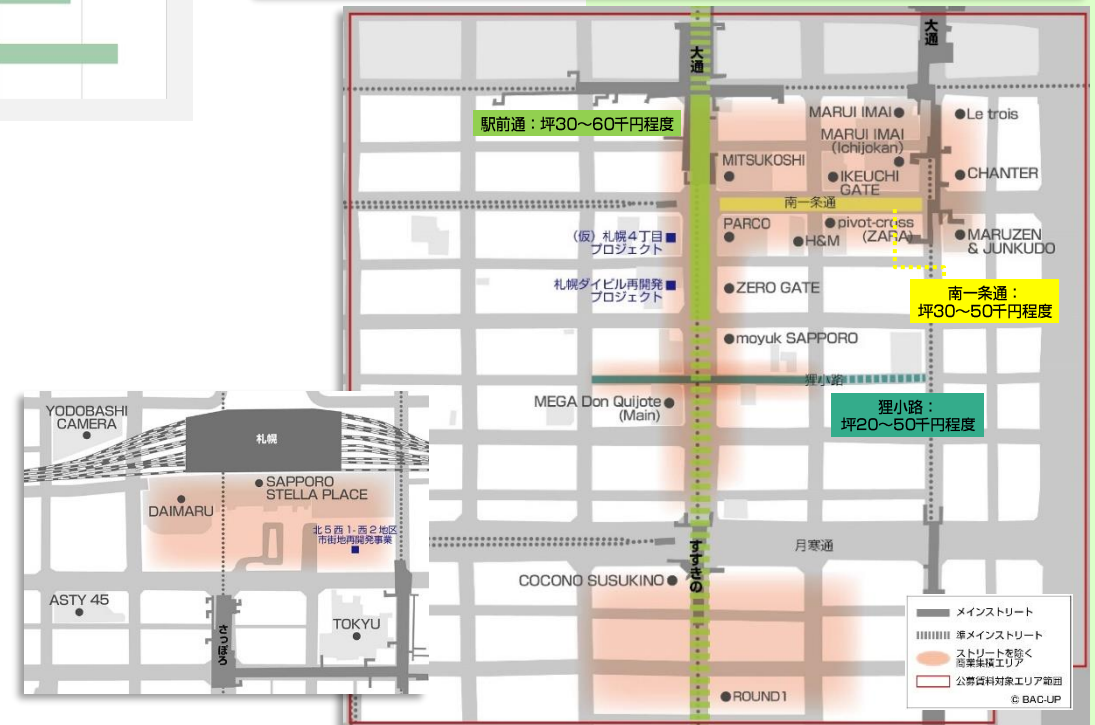 大通
大通
駅前通：坪30～60千円程度
MARUI IMAI
Le trois
MARUI IMAI
(Ichijokan)
MITSUKOSHI
IKEUCHI
GATE
CHANTER
南一条通
PARCO
pivot-cross
(ZARA)
H&M
MARUZEN
& JUNKUDO
（仮）札幌4丁目
プロジェクト
札幌ダイビル再開発
プロジェクト
ZERO GATE
南一条通：
坪30～50千円程度
moyuk SAPPORO
狸小路
MEGA Don Quijote
(Main)
狸小路：
坪20～50千円程度
月寒通
すすきの
COCONO SUSUKINO
ROUND1
メインストリート
準メインストリート
ストリートを除く
商業集積エリア
公募賃料対象エリア範囲
© BAC-UP
YODOBASHI
CAMERA
札幌
SAPPORO
STELLA PLACE
DAIMARU
北5西1・西2地区
市街地再開発事業
ASTY 45
さっぽろ
TOKYU